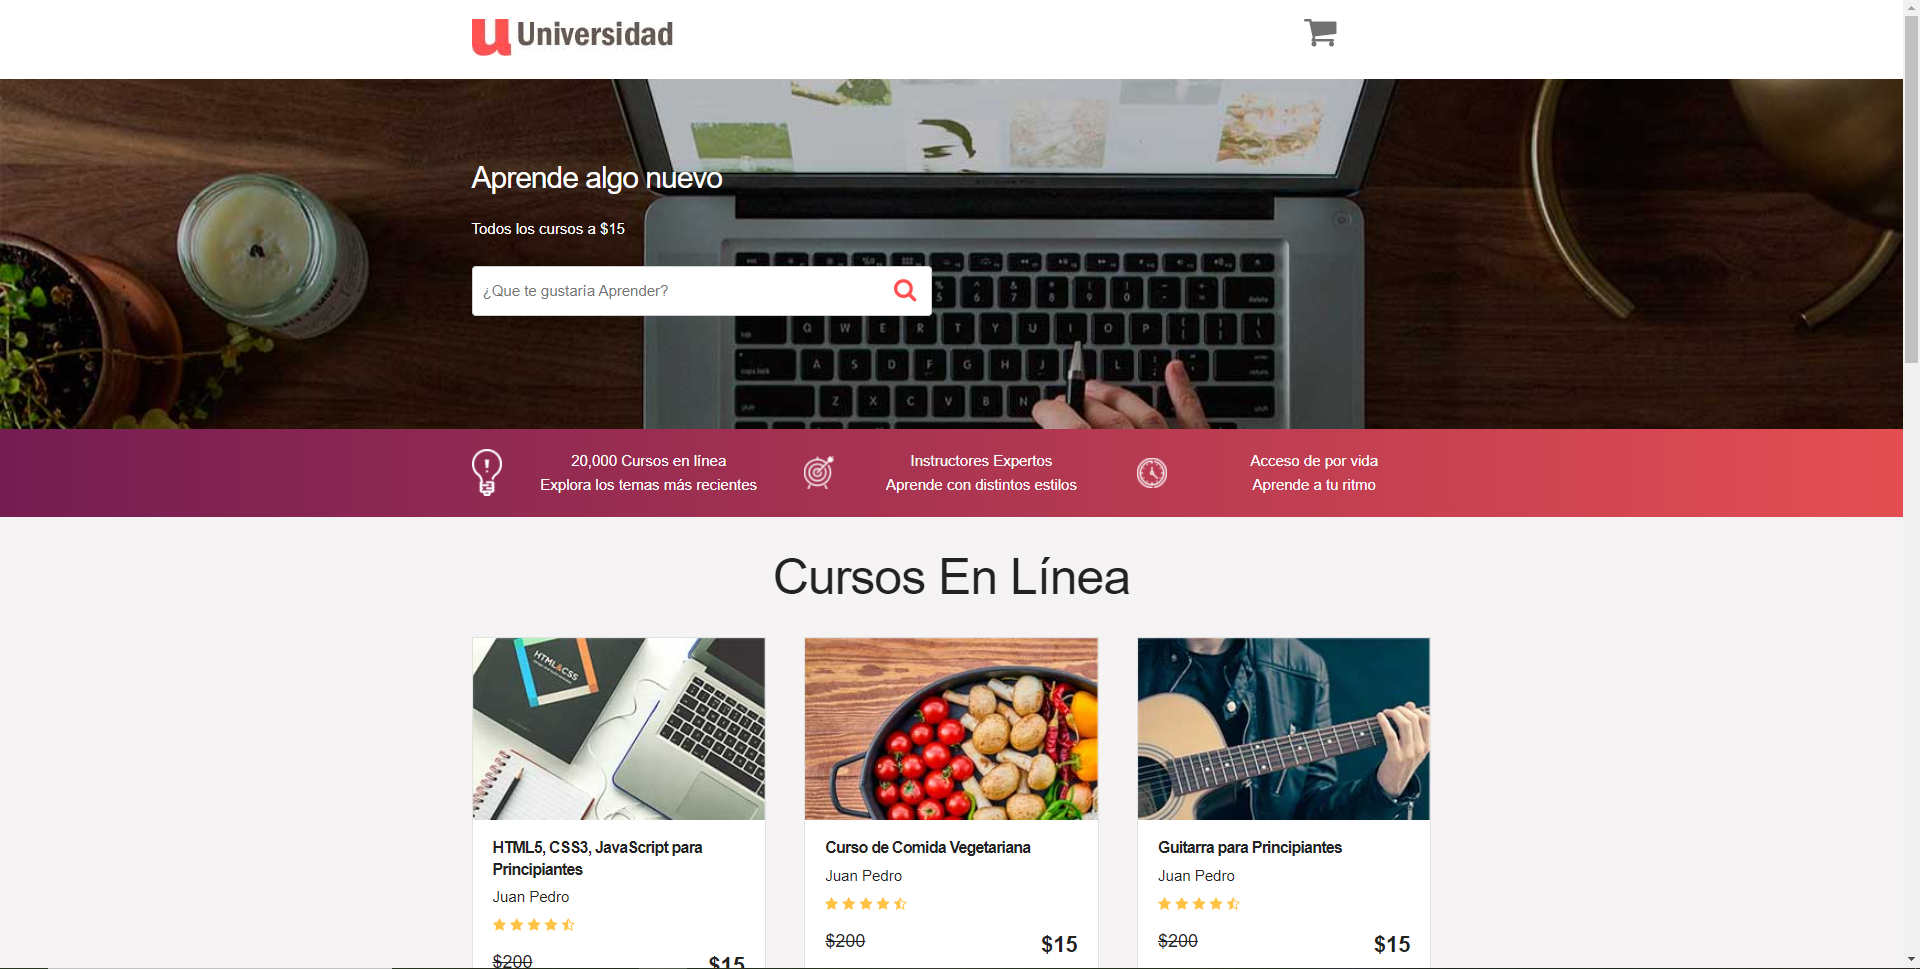 u Universidad
Aprende algo nuevo
Todos los cursos a $15
¿Que te gustaría Aprender?
20,000 Cursos en línea
Explora los temas más recientes
Instructores Expertos
Aprende con distintos estilos
Acceso de por vida
Aprende a tu ritmo
Cursos En Línea
HTML&CSS
HTML5, CSS3, JavaScript para
Principiantes
Juan Pedro
$200 $15
Curso de Comida Vegetariana
Juan Pedro
$200 $15
Guitarra para Principiantes
Juan Pedro
$200 $15